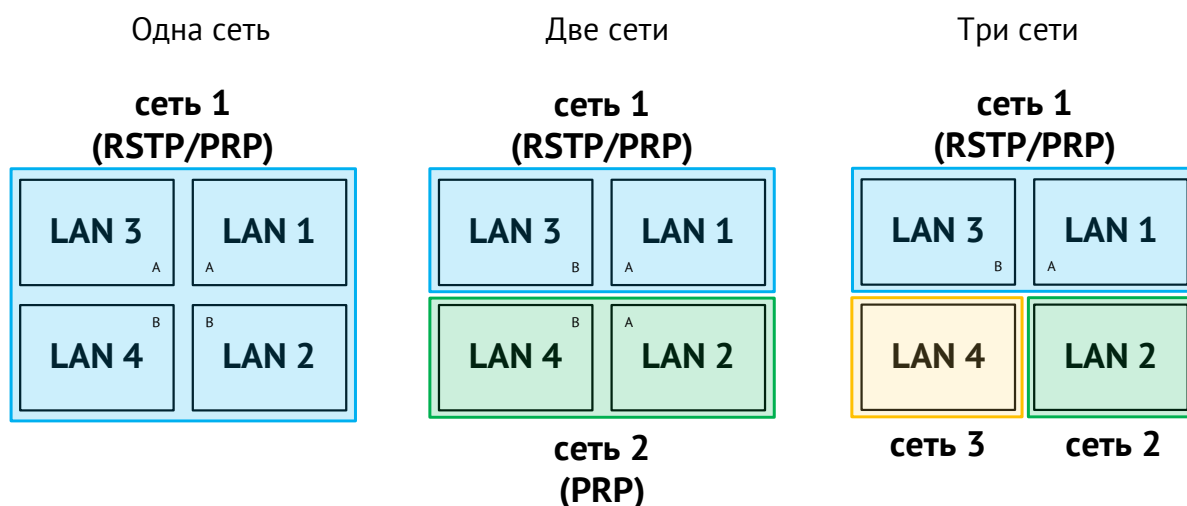 Одна сеть
сеть 1
(RSTP/PRP)
LAN 3
A
LAN 1
A
LAN 4
B
LAN 2
B
Две сети
сеть 1
(RSTP/PRP)
LAN 3
B
LAN 1
A
LAN 4
B
LAN 2
A
сеть 2
(PRP)
Три сети
сеть 1
(RSTP/PRP)
LAN 3
B
LAN 1
A
LAN 4
LAN 2
сеть 3
сеть 2